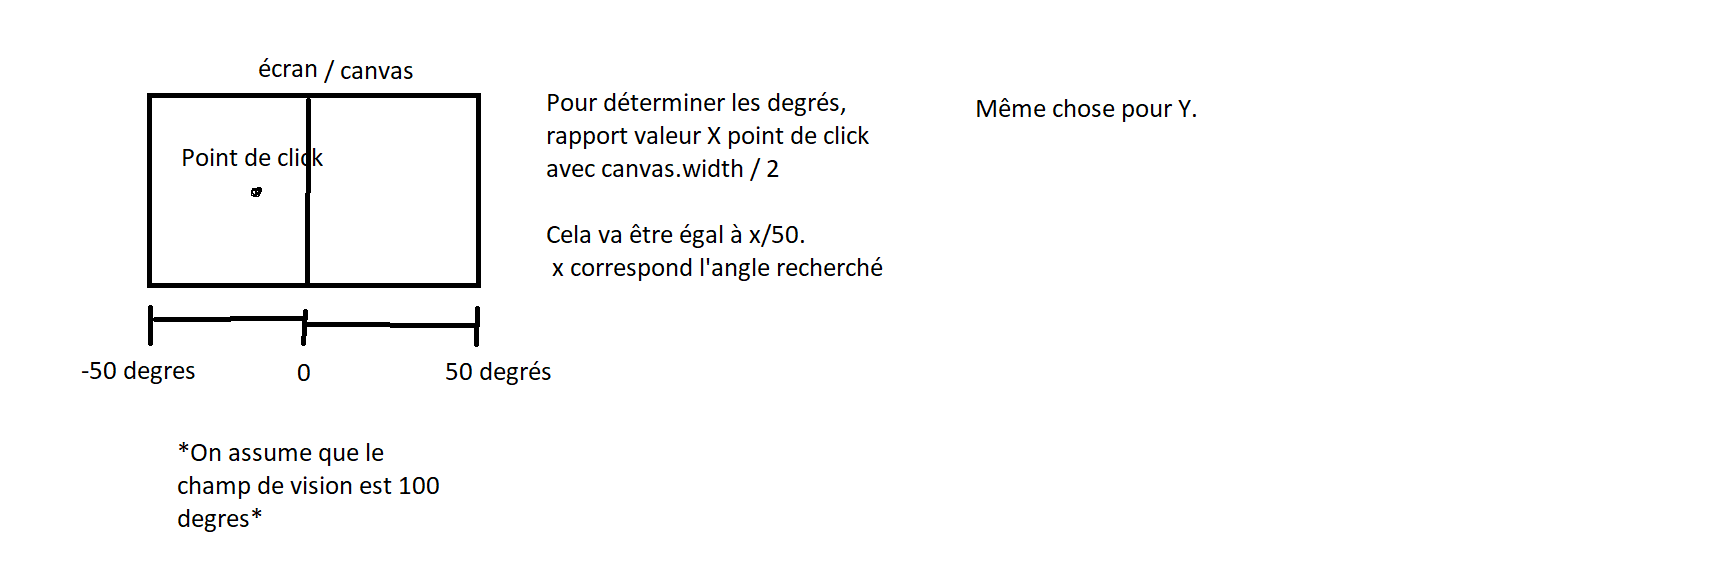 écran / canvas
Point de click
-50 degres
0
50 degrés
*On assume que le
champ de vision est 100
degres*
Pour déterminer les degrés,
rapport valeur X point de click
avec canvas.width / 2
Cela va être égal à x/50.
x correspond l'angle recherché
Même chose pour Y.